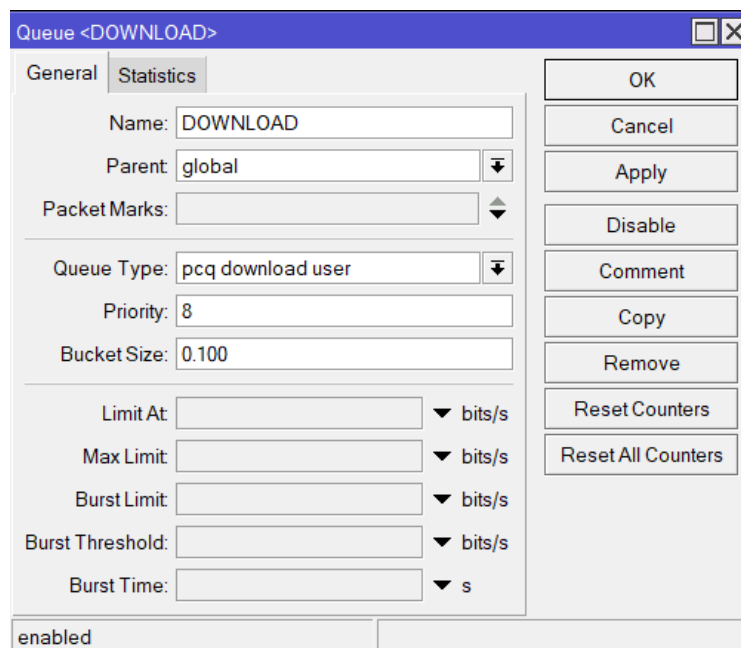 Queue <DOWNLOAD>
General Statistics
OK
Name: DOWNLOAD
Cancel
Parent: global
Apply
Packet Marks:
Disable
Queue Type: pcq download user
Comment
Priority: 8
Copy
Bucket Size: 0.100
Remove
Limit At: bits/s
Reset Counters
Max Limit: bits/s
Reset All Counters
Burst Limit: bits/s
Burst Threshold: bits/s
Burst Time: s
enabled